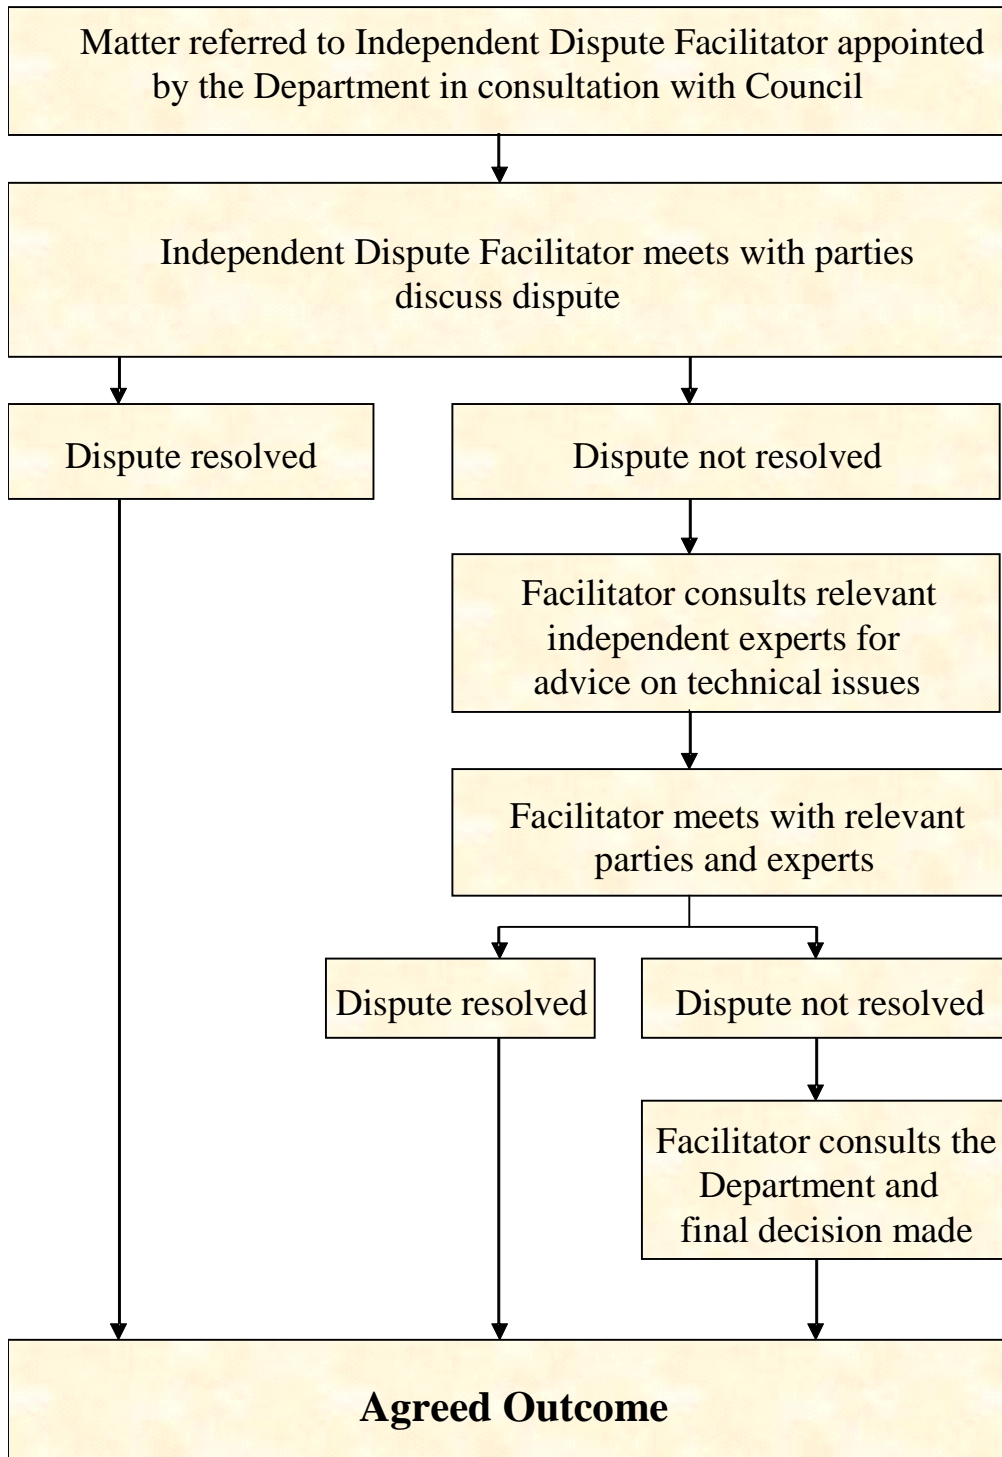 Matter referred to Independent Dispute Facilitator appointed
by the Department in consultation with Council
Independent Dispute Facilitator meets with parties
discuss dispute
Dispute resolved
Dispute not resolved
Facilitator consults relevant
independent experts for
advice on technical issues
Facilitator meets with relevant
parties and experts
Dispute resolved
Dispute not resolved
Facilitator consults the
Department and
final decision made
Agreed Outcome